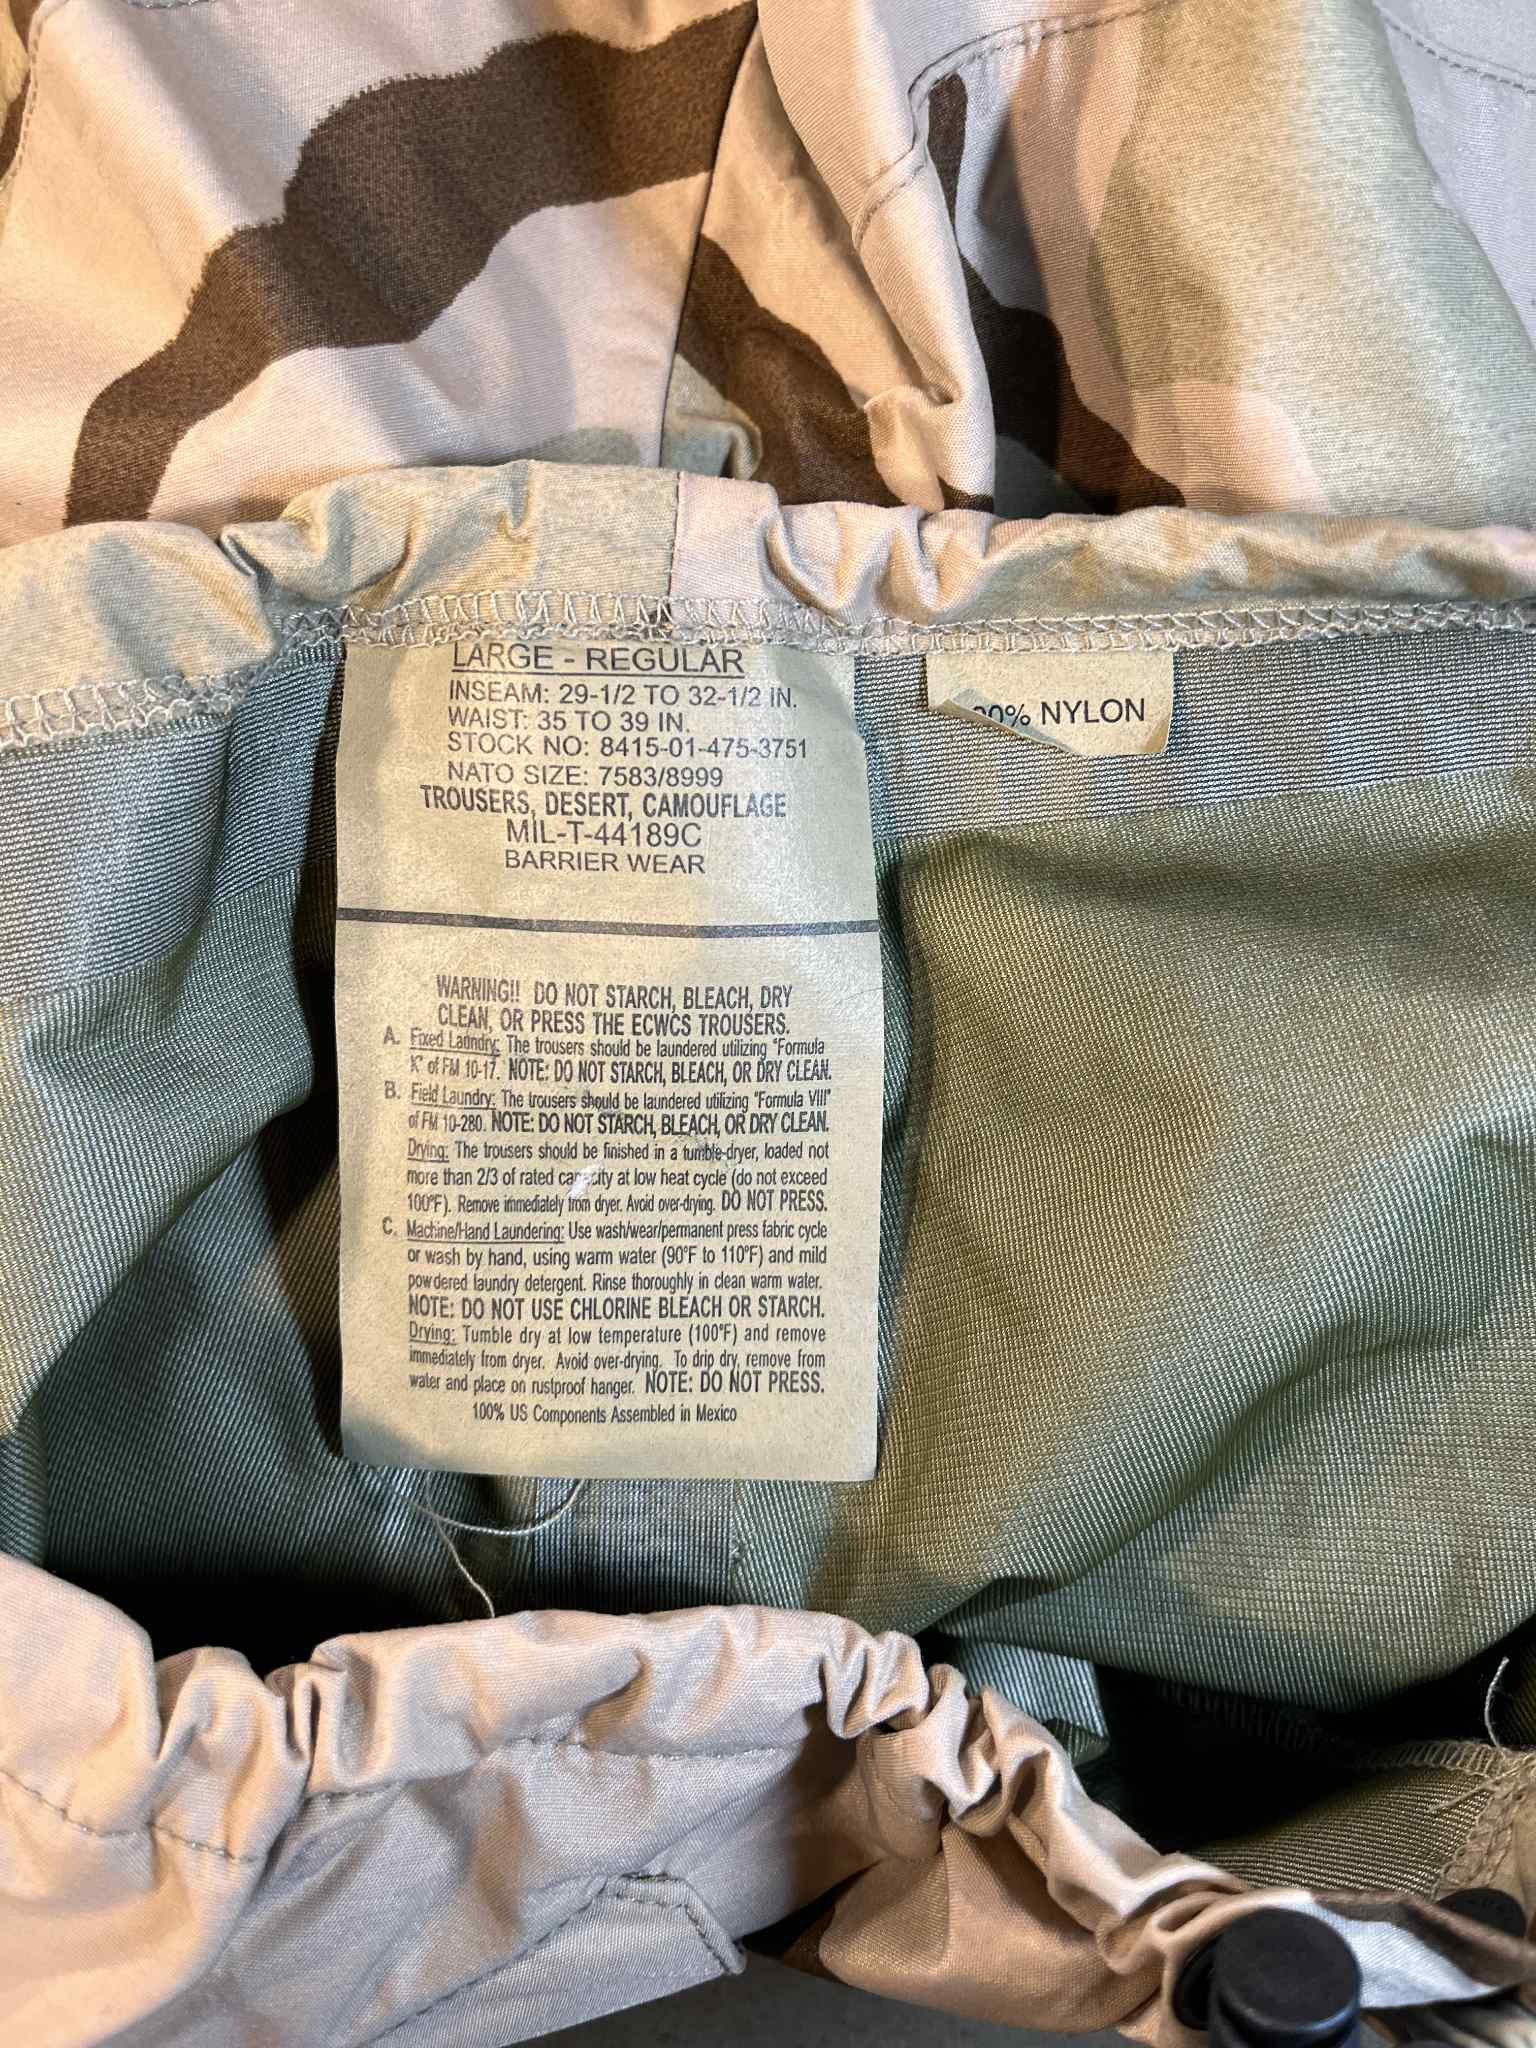 LARGE - REGULAR
INSEAM: 29-1/2 TO 32-1/2 IN.
WAIST: 35 TO 39 IN.
STOCK NO: 8415-01-475-3751
NATO SIZE: 7583/8999
TROUSERS, DESERT, CAMOUFLAGE
MIL-T-44189C
BARRIER WEAR
WARNING!! DO NOT STARCH, BLEACH, DRY
CLEAN, OR PRESS THE ECWCS TROUSERS.
A. Fixed Laundry: The trousers should be laundered utilizing "Formula
K" of FM 10-17. NOTE: DO NOT STARCH, BLEACH, OR DRY CLEAN.
B. Field Laundry: The trousers should be laundered utilizing "Formula VIII"
of FM 10-280. NOTE: DO NOT STARCH, BLEACH, OR DRY CLEAN.
Drying: The trousers should be finished in a tumble-dryer, loaded not
more than 2/3 of rated capacity at low heat cycle (do not exceed
100°F). Remove immediately from dryer. Avoid over-drying. DO NOT PRESS.
C. Machine/Hand Laundering: Use wash/wear/permanent press fabric cycle
or wash by hand, using warm water (90°F to 110°F) and mild
powdered laundry detergent. Rinse thoroughly in clean warm water.
NOTE: DO NOT USE CHLORINE BLEACH OR STARCH.
Drying: Tumble dry at low temperature (100°F) and remove
immediately from dryer. Avoid over-drying. To drip dry, remove from
water and place on rustproof hanger. NOTE: DO NOT PRESS.
100% US Components Assembled in Mexico
00% NYLON